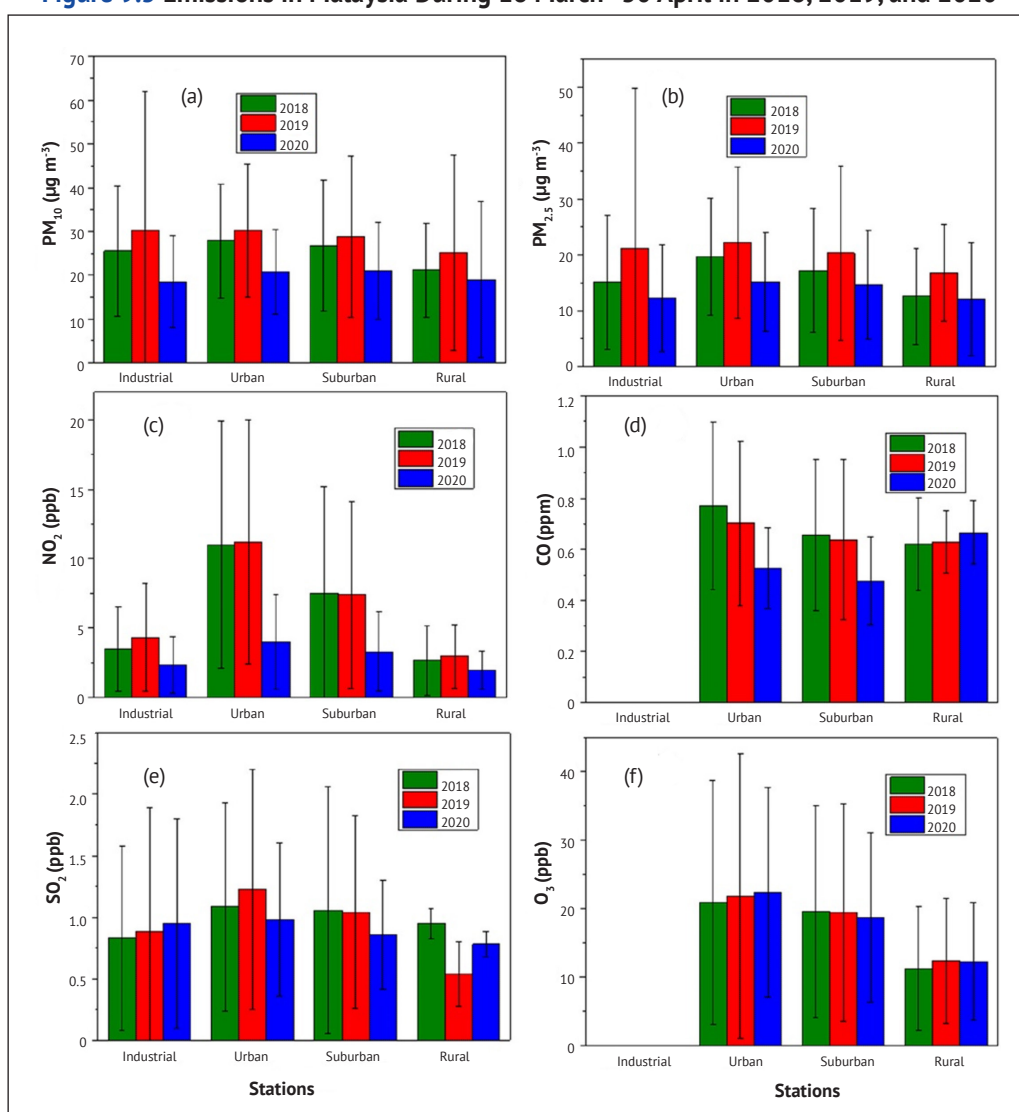 Figure 9.5 Emissions in Malaysia During 18 March–30 April in 2018, 2019, and 2020
(a)
2018
2019
2020
PM10 (µg m-3)
70
60
50
40
30
20
10
0
Industrial Urban Suburban Rural
(b)
2018
2019
2020
PM2.5 (µg m-3)
50
40
30
20
10
0
Industrial Urban Suburban Rural
(c)
2018
2019
2020
NO2 (ppb)
20
15
10
5
0
Industrial Urban Suburban Rural
(d)
2018
2019
2020
CO (ppm)
1.2
1.0
0.8
0.6
0.4
0.2
0
Industrial Urban Suburban Rural
(e)
2018
2019
2020
SO2 (ppb)
2.5
2.0
1.5
1.0
0.5
0
Industrial Urban Suburban Rural
Stations
(f)
2018
2019
2020
O3 (ppb)
40
30
20
10
0
Industrial Urban Suburban Rural
Stations